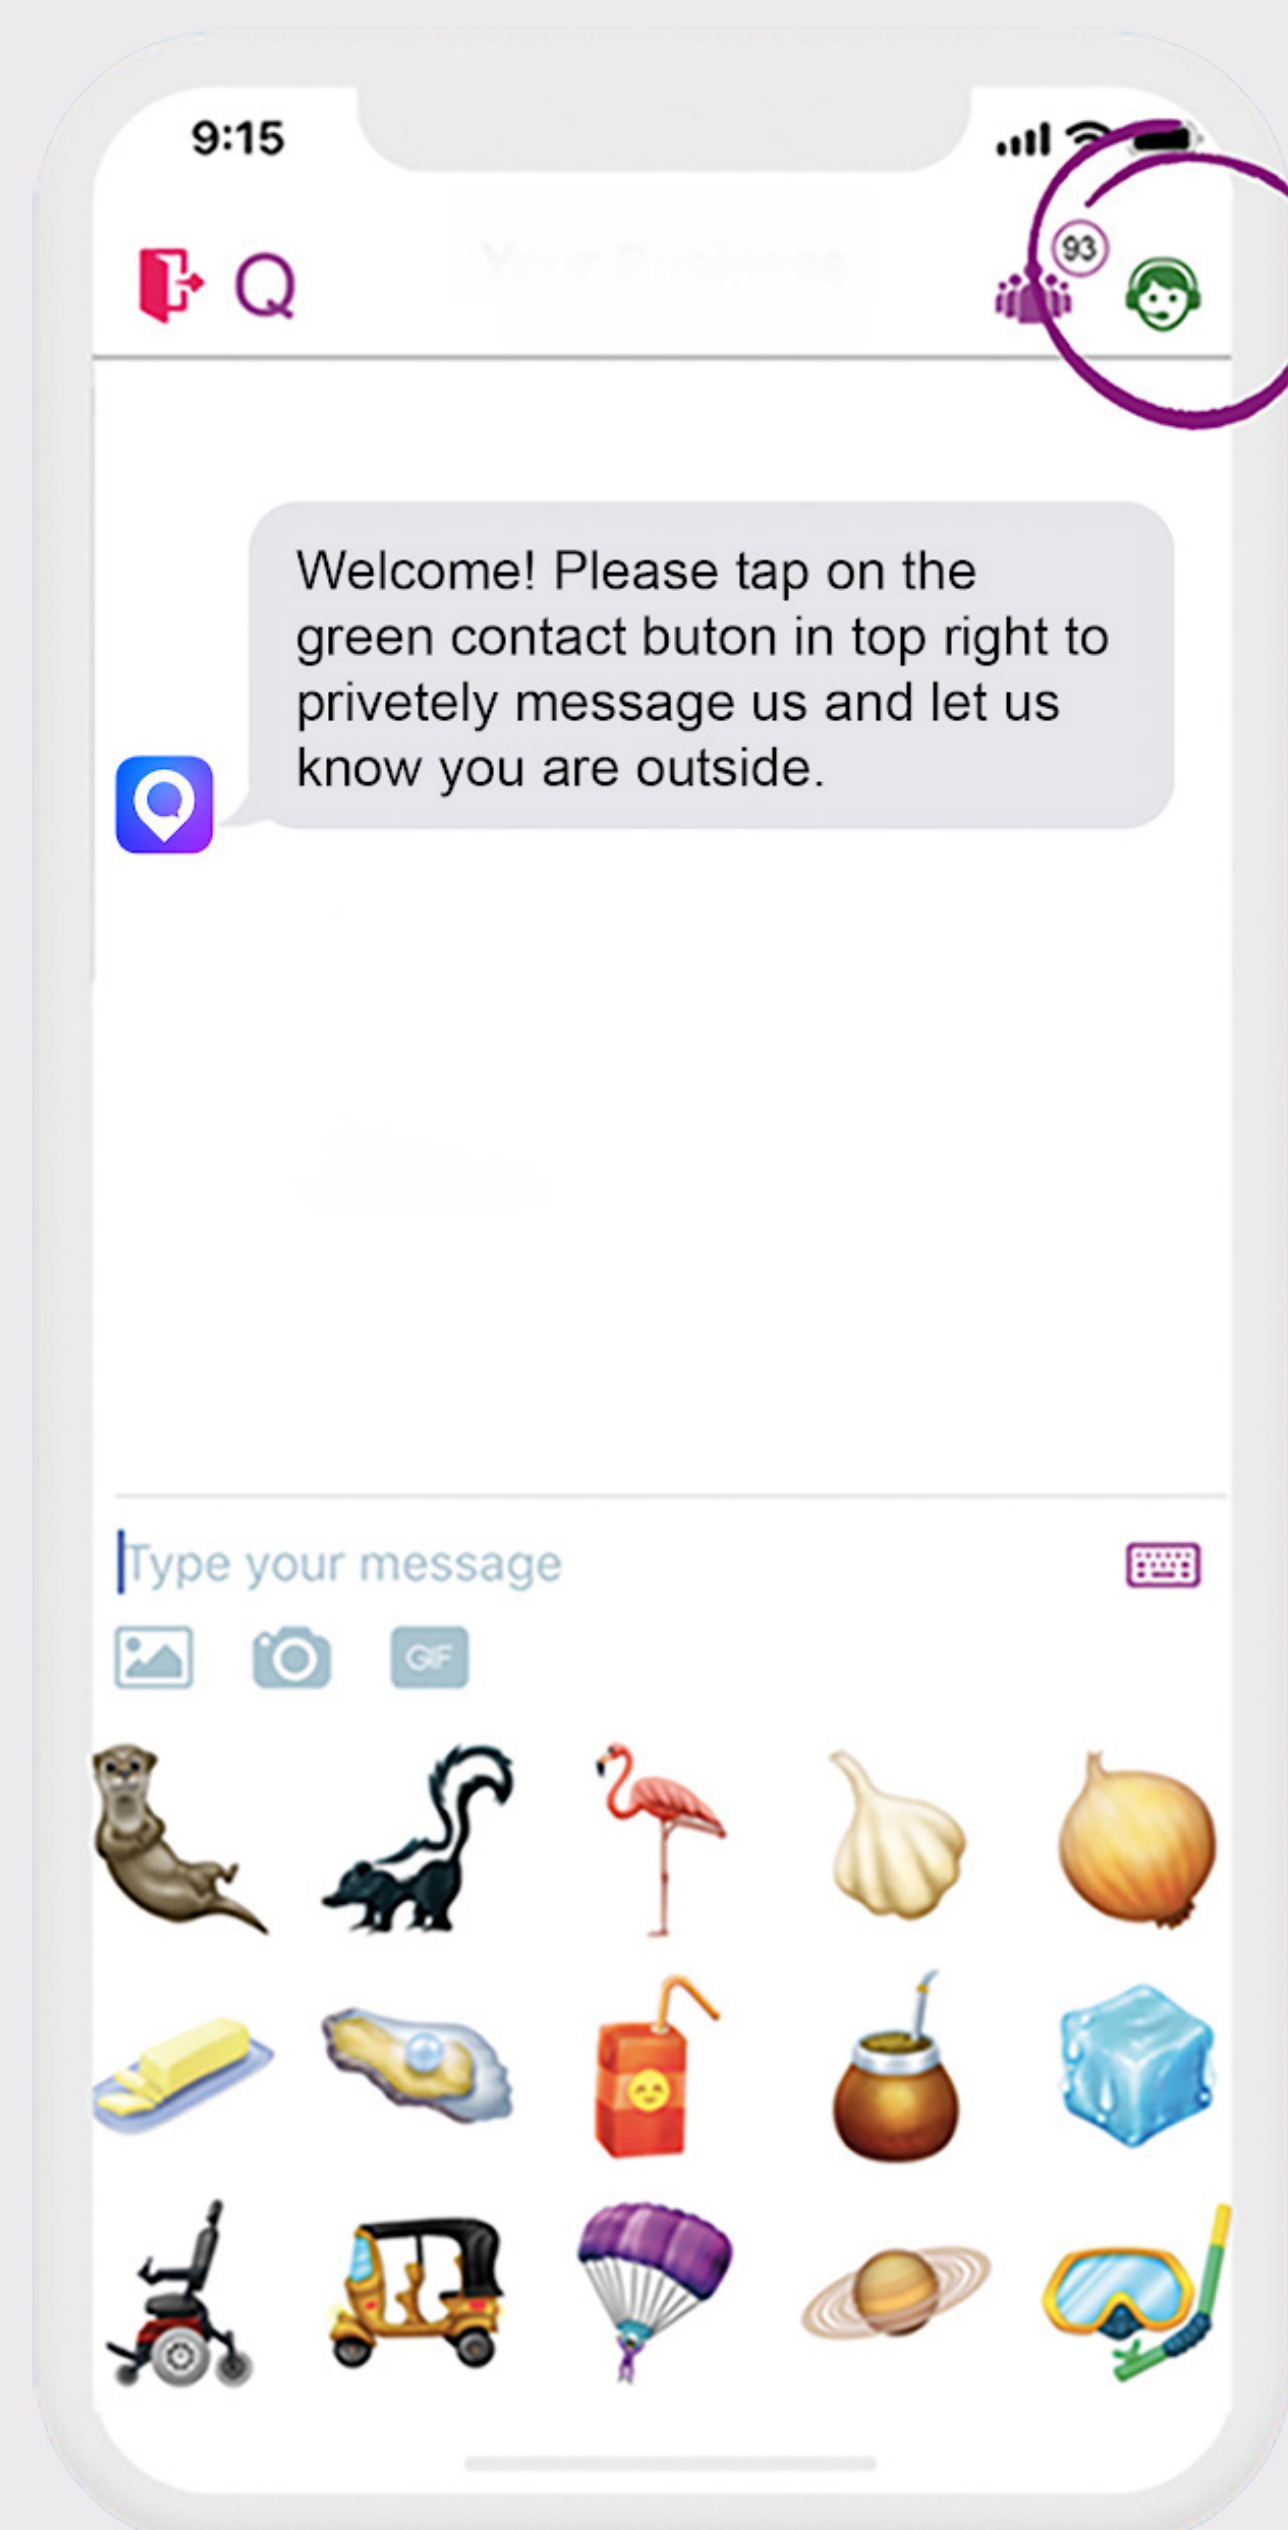 9:15
Q
93
Welcome! Please tap on the
green contact buton in top right to
privetely message us and let us
know you are outside.
Type your message
GIF